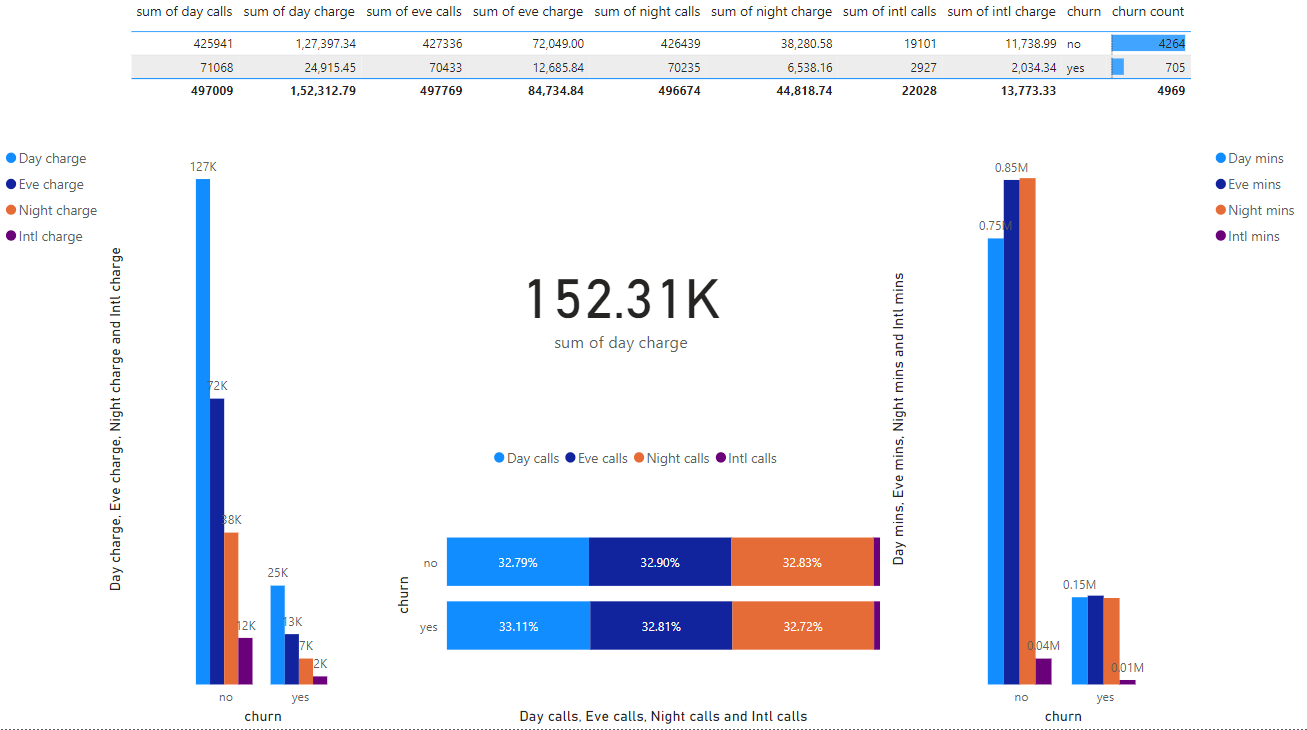 sum of day calls sum of day charge sum of Eve calls sum of eve charge sum of night calls sum of night charge sum of intl calls sum of intl charge churn churn count
425941 1,27,397.34 427336 72,049.00 426439 38,280.58 19101 11,738.99 no 4264
71068 24,915.45 70433 12,685.84 70235 6,538.16 2927 2,034.34 yes 705
497009 1,52,312.79 497769 84,734.84 496674 44,818.74 22028 13,773.33 4969
Day charge
Eve charge
Night charge
Intl charge
Day charge, Eve charge, Night charge and Intl charge
127K
72K
38K
12K
25K
13K
7K
2K
no yes
churn
152.31K
sum of day charge
Day calls Eve calls Night calls Intl calls
churn
no 32.79% 32.90% 32.83%
yes 33.11% 32.81% 32.72%
Day calls, Eve calls, Night calls and Intl calls
Day mins, Eve mins, Night mins and Intl mins
0.85M
0.75M
0.04M
0.15M
0.01M
no yes
churn
Day mins
Eve mins
Night mins
Intl mins